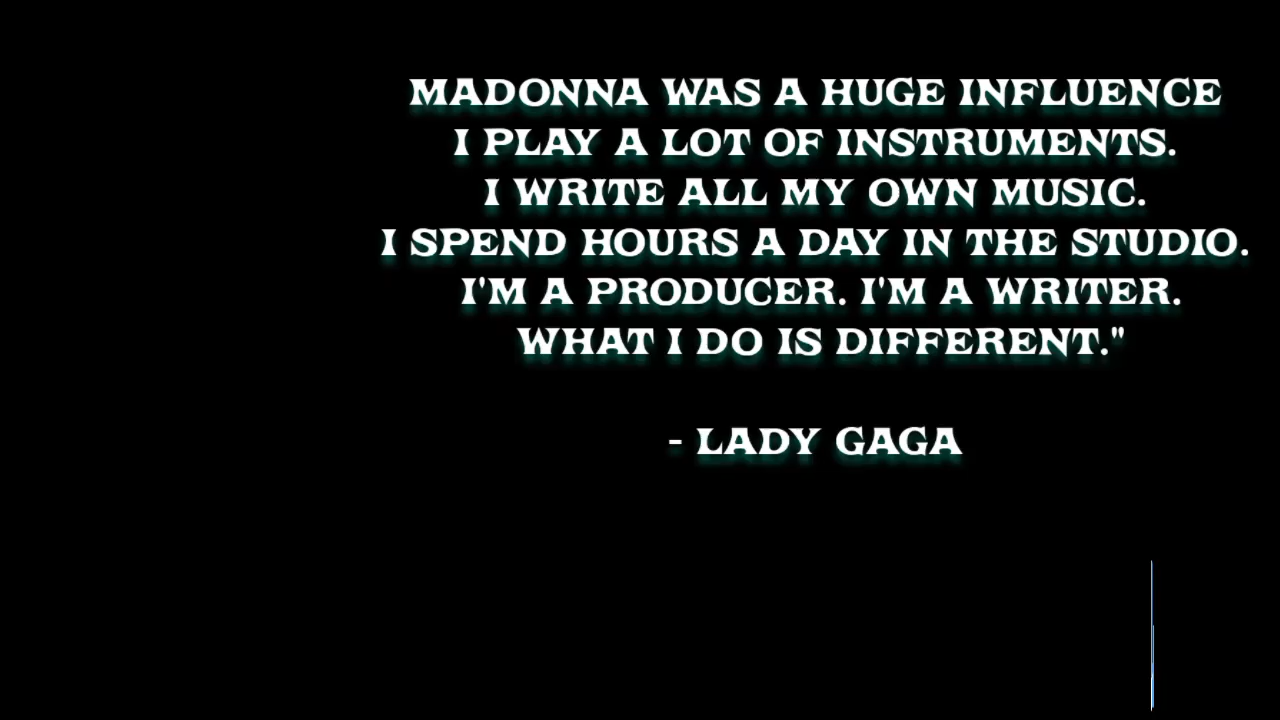 MADONNA WAS A HUGE INFLUENCE
I PLAY A LOT OF INSTRUMENTS.
I WRITE ALL MY OWN MUSIC.
I SPEND HOURS A DAY IN THE STUDIO.
I'M A PRODUCER. I'M A WRITER.
WHAT I DO IS DIFFERENT."
- LADY GAGA